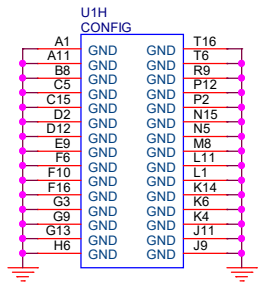 U1H
CONFIG
A1 GND GND T16
A11 GND GND T6
B8 GND GND R9
C5 GND GND P12
C15 GND GND P2
D2 GND GND N15
D12 GND GND N5
E9 GND GND M8
F6 GND GND L11
F10 GND GND L1
F16 GND GND K14
G3 GND GND K6
G9 GND GND K4
G13 GND GND J11
H6 GND GND J9